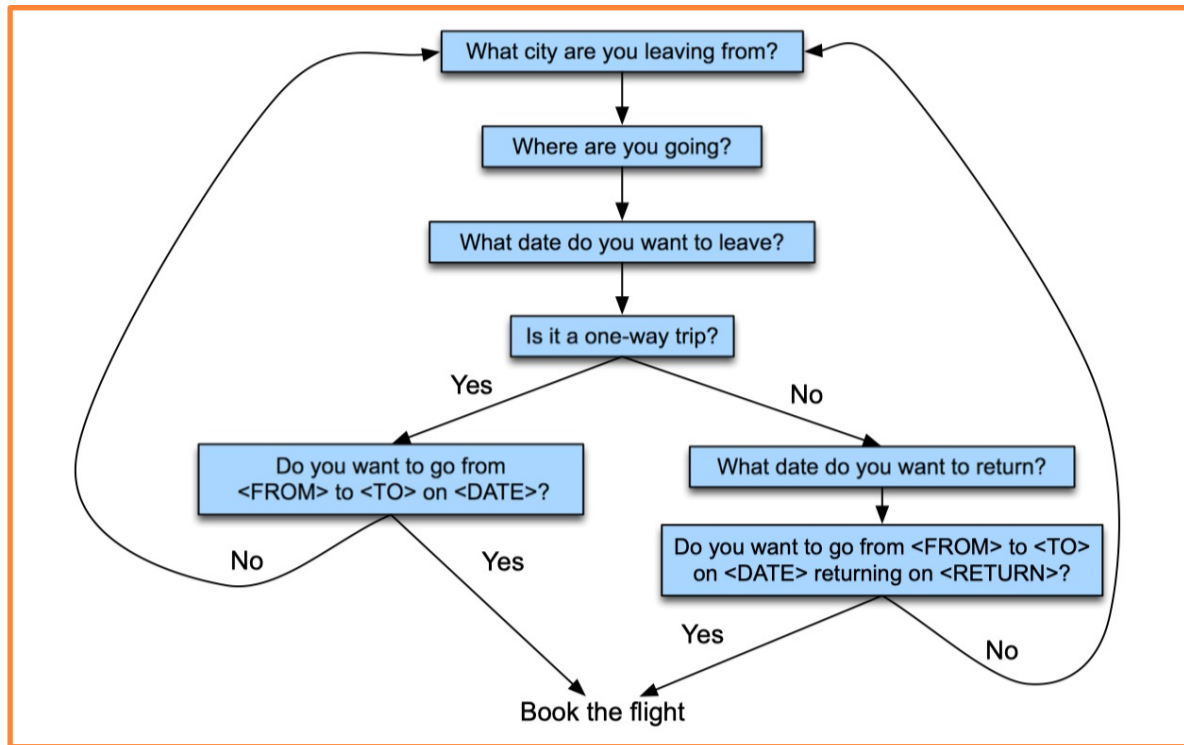 What city are you leaving from?
Where are you going?
What date do you want to leave?
Is it a one-way trip?
Yes
No
Do you want to go from
<FROM> to <TO> on <DATE>?
What date do you want to return?
No
Yes
Do you want to go from <FROM> to <TO>
on <DATE> returning on <RETURN>?
Yes
No
Book the flight